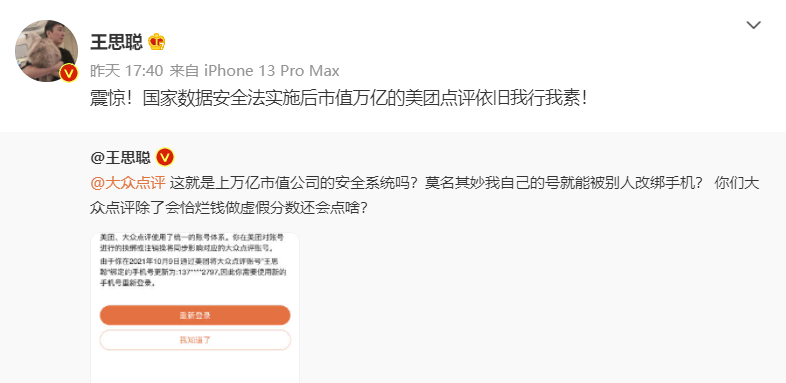 王思聪
昨天 17:40 来自 iPhone 13 Pro Max
震惊！国家数据安全法实施后市值万亿的美团点评依旧我行我素！
@王思聪
@大众点评 这就是上万亿市值公司的安全系统吗？莫名其妙我自己的号就能被别人改绑手机？ 你们大
众点评除了会恰烂钱做虚假分数还会点啥？
美团、大众点评使用了统一的账号体系。你在美团对账号
进行的换绑或注销操将同步影响对应的大众点评账号。
由于你在2021年10月9日通过美团将大众点评账号"王思
聪"绑定的手机号更新为:137****2797,因此你需要使用新的
手机号重新登录。
重新登录
我知道了